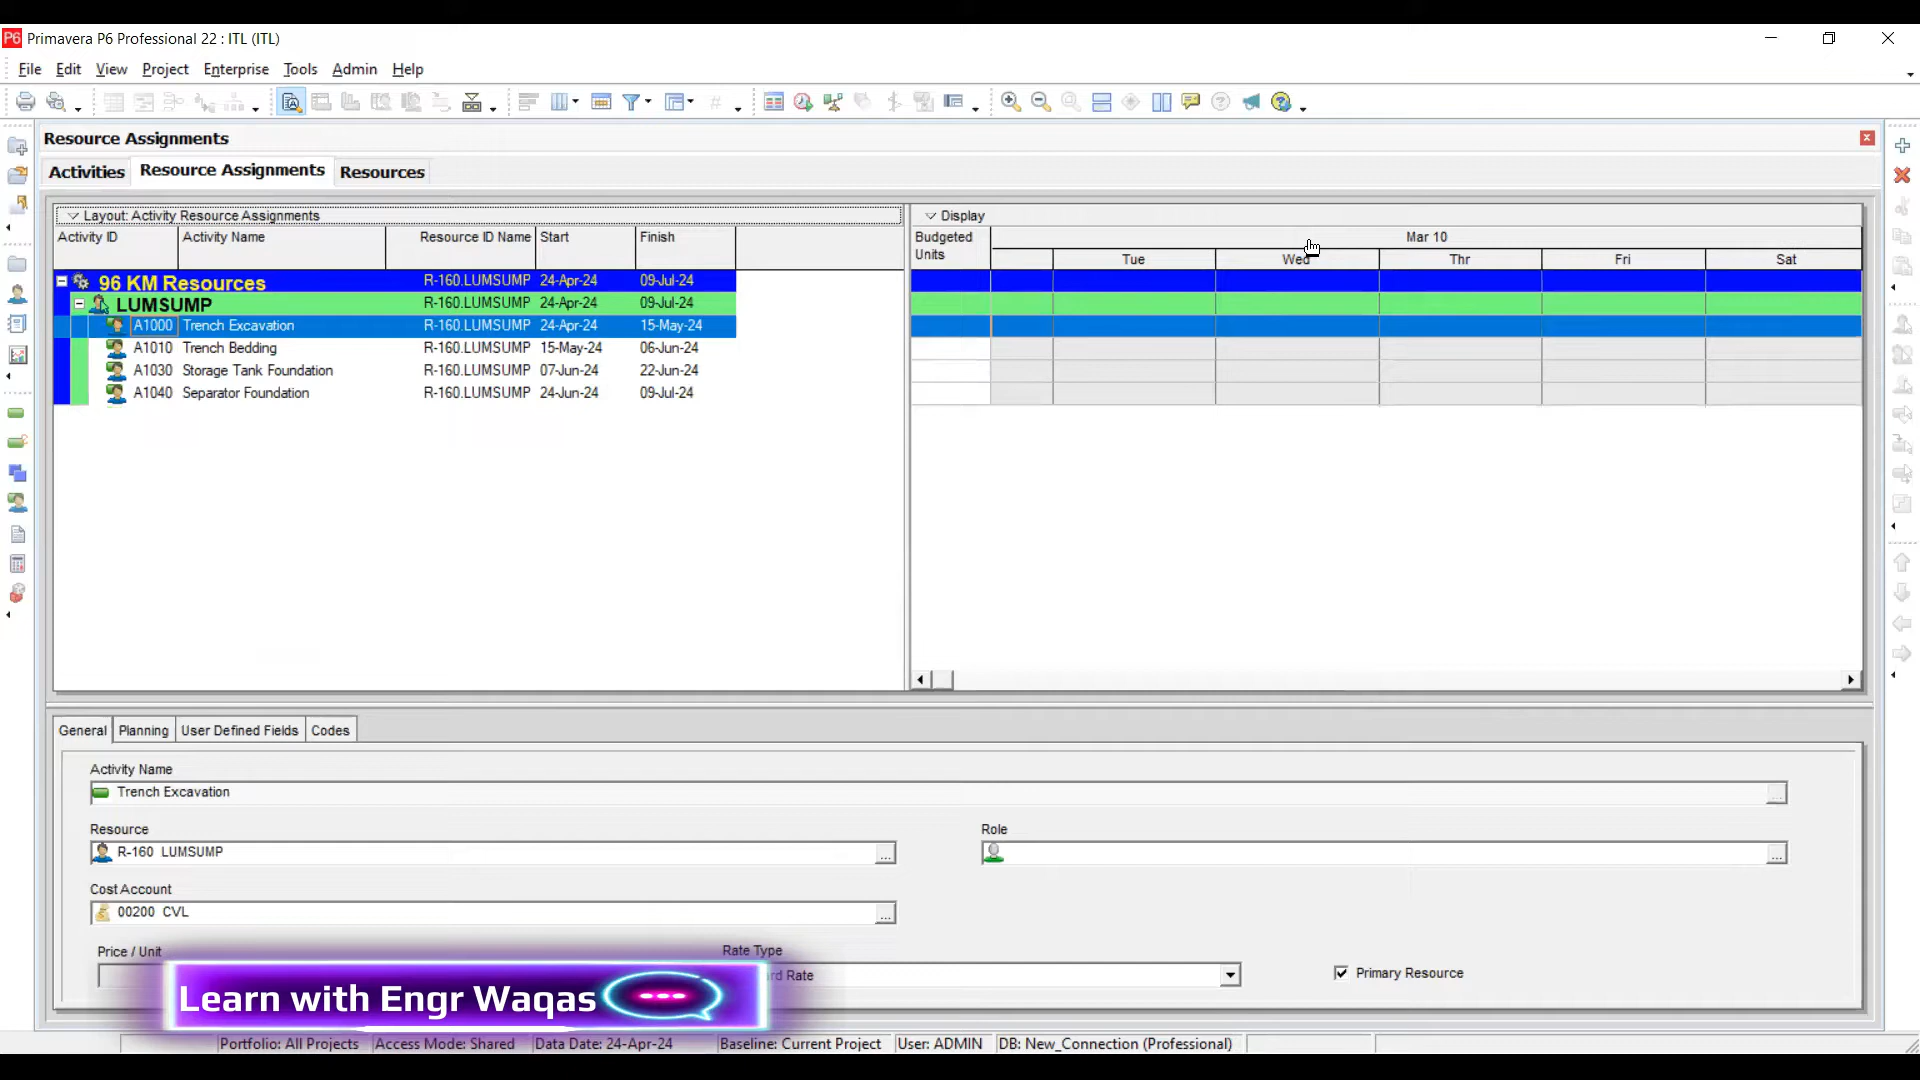 P6 Primavera P6 Professional 22 : ITL (ITL)
File Edit View Project Enterprise Tools Admin Help
Resource Assignments
Activities Resource Assignments Resources
Layout: Activity Resource Assignments
Display
Activity ID Activity Name Resource ID Name Start Finish
Budgeted Units
Mar 10
Tue Wed Thr Fri Sat
96 KM Resources R-160.LUMSUMP 24-Apr-24 09-Jul-24
LUMSUMP R-160.LUMSUMP 24-Apr-24 09-Jul-24
A1000 Trench Excavation R-160.LUMSUMP 24-Apr-24 15-May-24
A1010 Trench Bedding R-160.LUMSUMP 15-May-24 06-Jun-24
A1030 Storage Tank Foundation R-160.LUMSUMP 07-Jun-24 22-Jun-24
A1040 Separator Foundation R-160.LUMSUMP 24-Jun-24 09-Jul-24
General Planning User Defined Fields Codes
Activity Name
Trench Excavation
Resource
Role
R-160 LUMSUMP
Cost Account
00200 CVL
Price / Unit
Rate Type
Rate
Primary Resource
Learn with Engr Waqas
Portfolio: All Projects Access Mode: Shared Data Date: 24-Apr-24 Baseline: Current Project User: ADMIN DB: New_Connection (Professional)